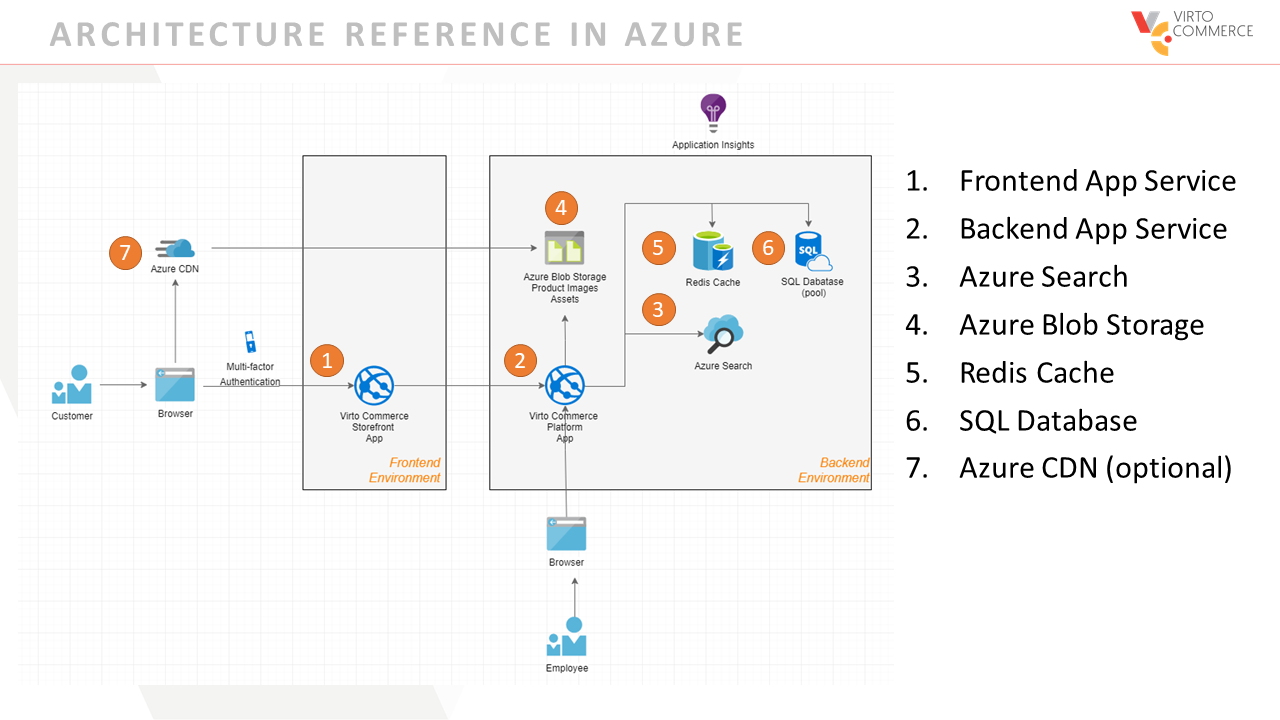 ARCHITECTURE REFERENCE IN AZURE
VIRTO
COMMERCE
Application Insights
4
7
Azure CDN
Azure Blob Storage
Product Images
Assets
5
Redis Cache
6
SQL
SQL Dabatase
(pool)
3
Azure Search
Multi-factor
Authentication
1
2
Customer
Browser
Virto Commerce
Storefront
App
Virto Commerce
Platform
App
Frontend
Environment
Backend
Environment
Browser
Employee
1. Frontend App Service
2. Backend App Service
3. Azure Search
4. Azure Blob Storage
5. Redis Cache
6. SQL Database
7. Azure CDN (optional)